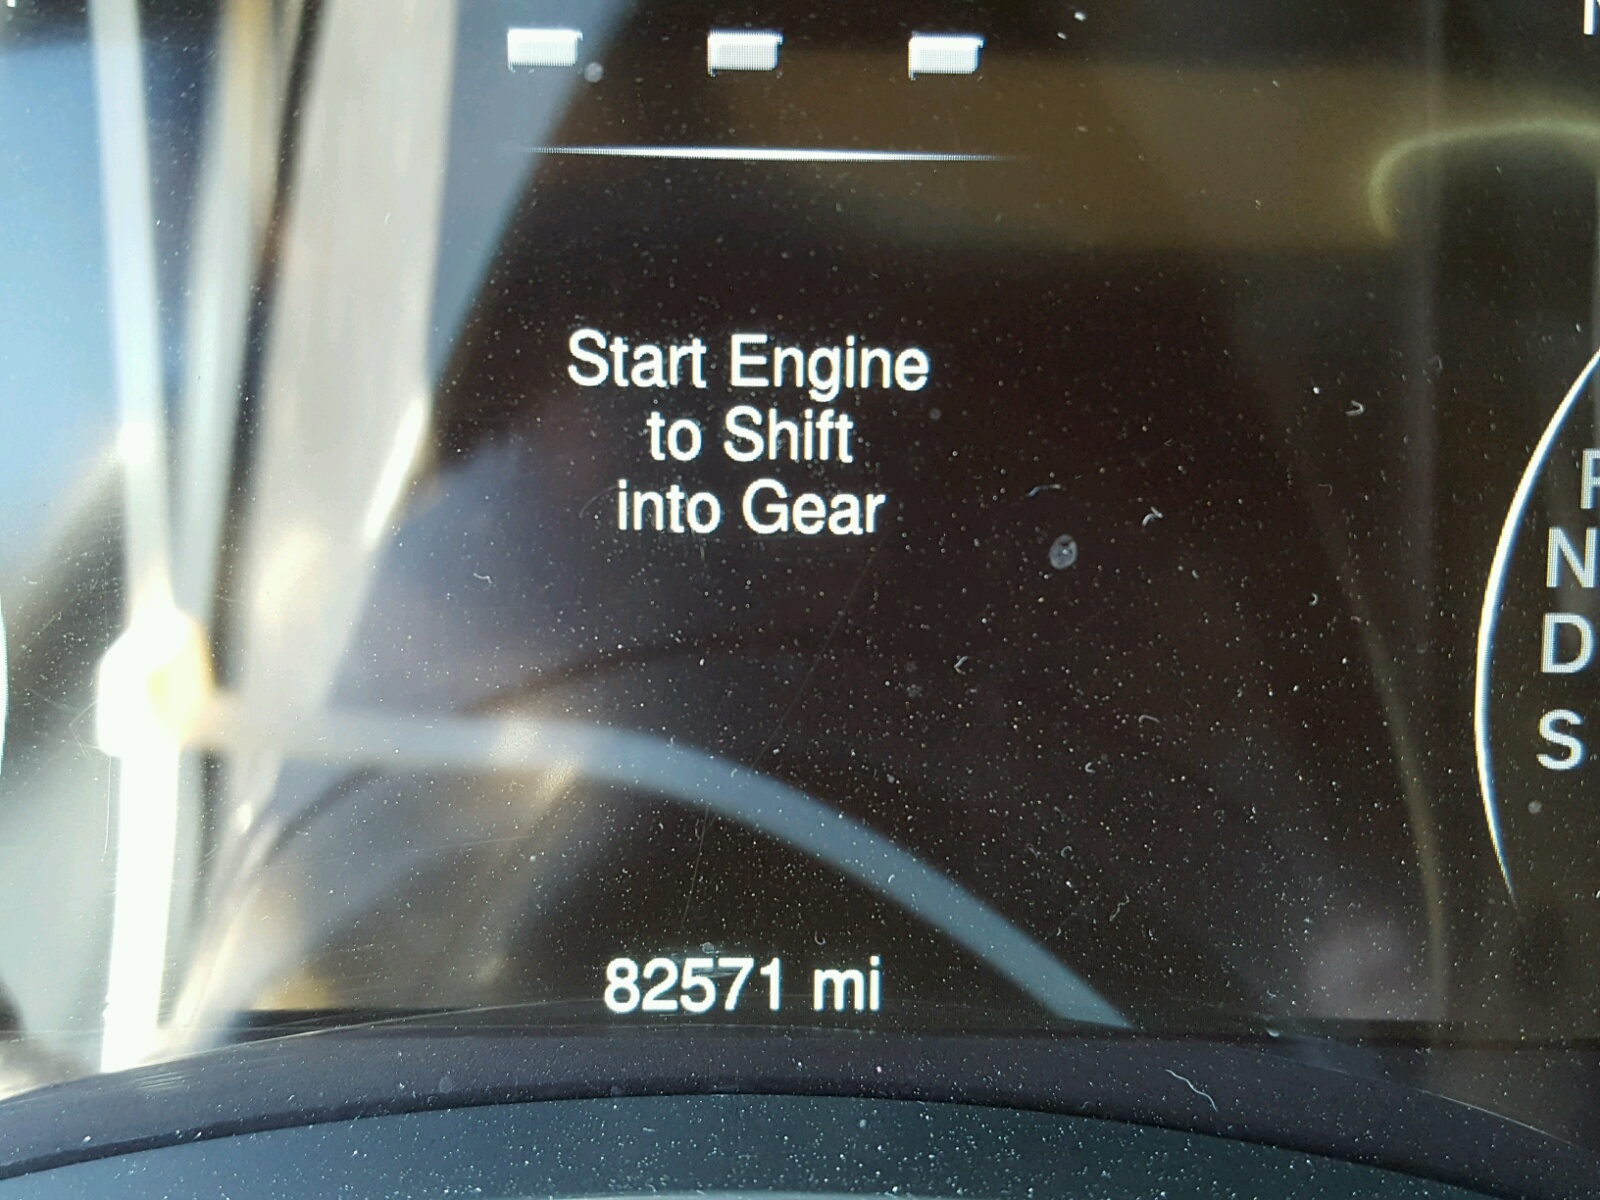 Start Engine
to Shift
into Gear
N
D
S
82571 mi